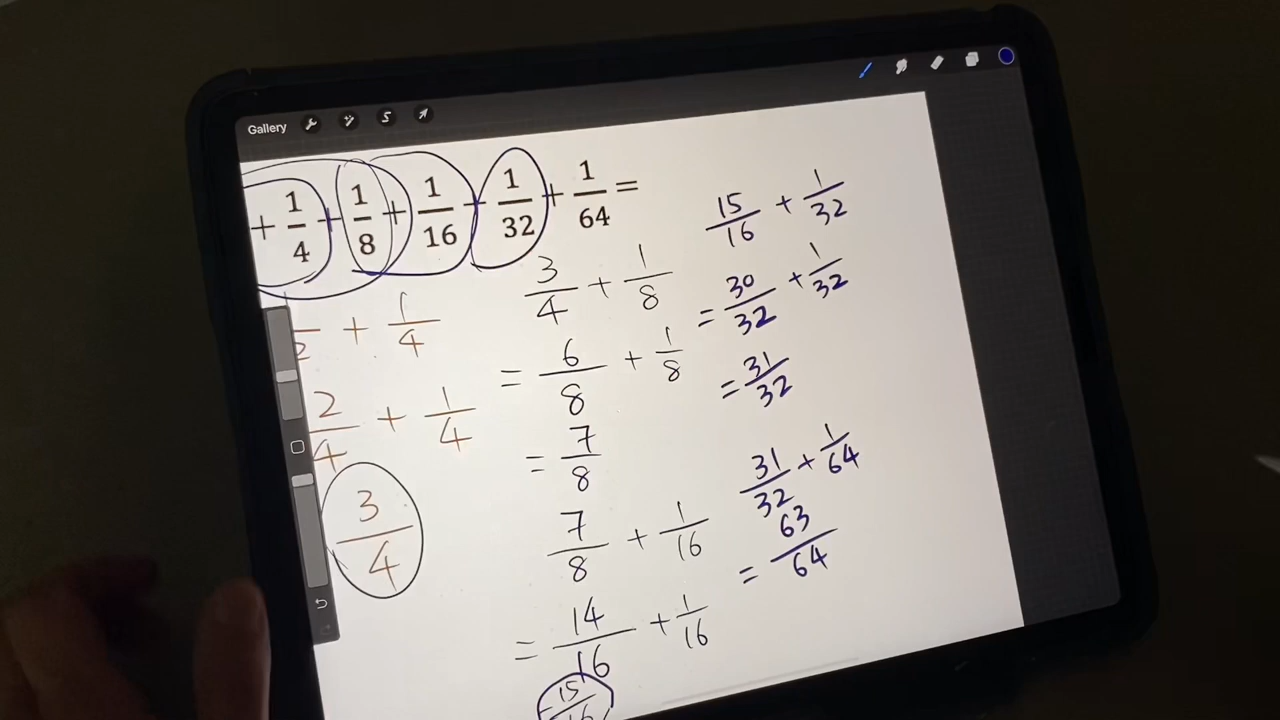 Gallery
+ 1/4 + 1/8 + 1/16 + 1/32 + 1/64 =
1/2 + 1/4
2/4 + 1/4
3/4
3/4 + 1/8
= 6/8 + 1/8
= 7/8
7/8 + 1/16
= 14/16 + 1/16
= 15/16
15/16 + 1/32
= 30/32 + 1/32
= 31/32
31/32 + 1/64
= 63/64